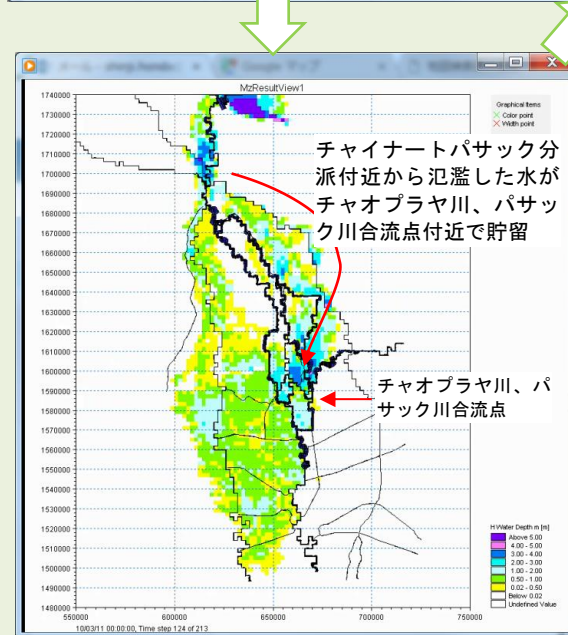 MzResultView1
Graphical Items
Color point
Width point
1740000
1730000
1720000
1710000
1700000
1690000
1680000
1670000
1660000
1650000
1640000
1630000
1620000
1610000
1600000
1590000
1580000
1570000
1560000
1550000
1540000
1530000
1520000
1510000
1500000
1490000
1480000
チャイナートパサック分
派付近から氾濫した水が
チャオプラヤ川、パサッ
ク川合流点付近で貯留
チャオプラヤ川、パ
サック川合流点
H Water Depth m [m]
Above 5.00
4.00 - 5.00
3.00 - 4.00
2.00 - 3.00
1.00 - 2.00
0.50 - 1.00
0.02 - 0.50
Below 0.02
Undefined Value
550000 600000 650000 700000 750000
10/03/11 00:00:00, Time step 124 of 213